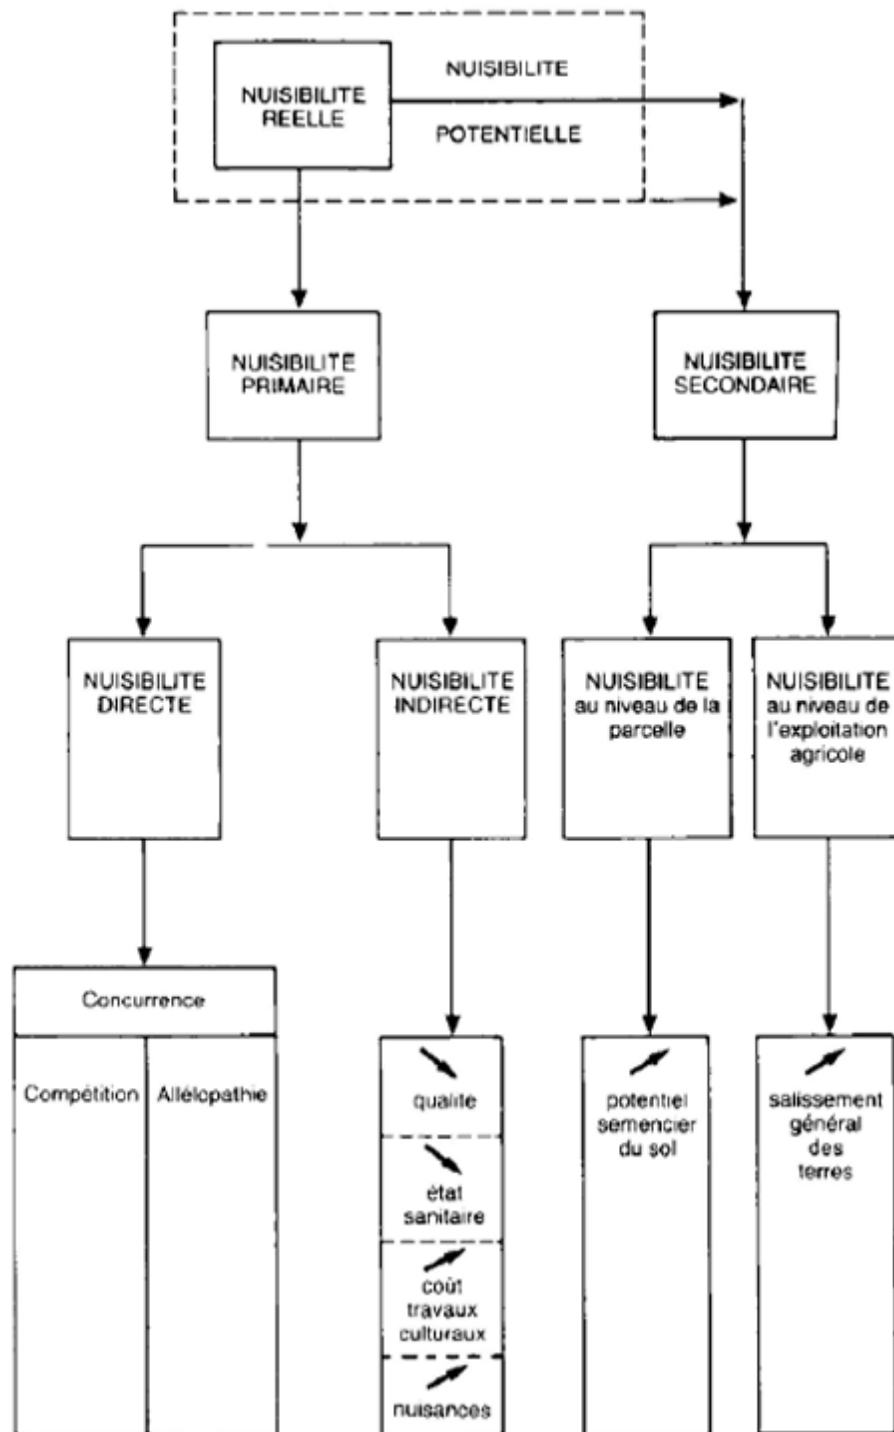 NUISIBILITE
REELLE
NUISIBILITE
POTENTIELLE
NUISIBILITE
PRIMAIRE
NUISIBILITE
SECONDAIRE
NUISIBILITE
DIRECTE
NUISIBILITE
INDIRECTE
NUISIBILITE
au niveau de la
parcelle
NUISIBILITE
au niveau de
l'exploitation
agricole
Concurrence
Compétition
Allélopathie
qualite
état
sanitaire
coût
travaux
culturaux
nuisances
potentiel
semencier
du sol
salissement
général
des
terres